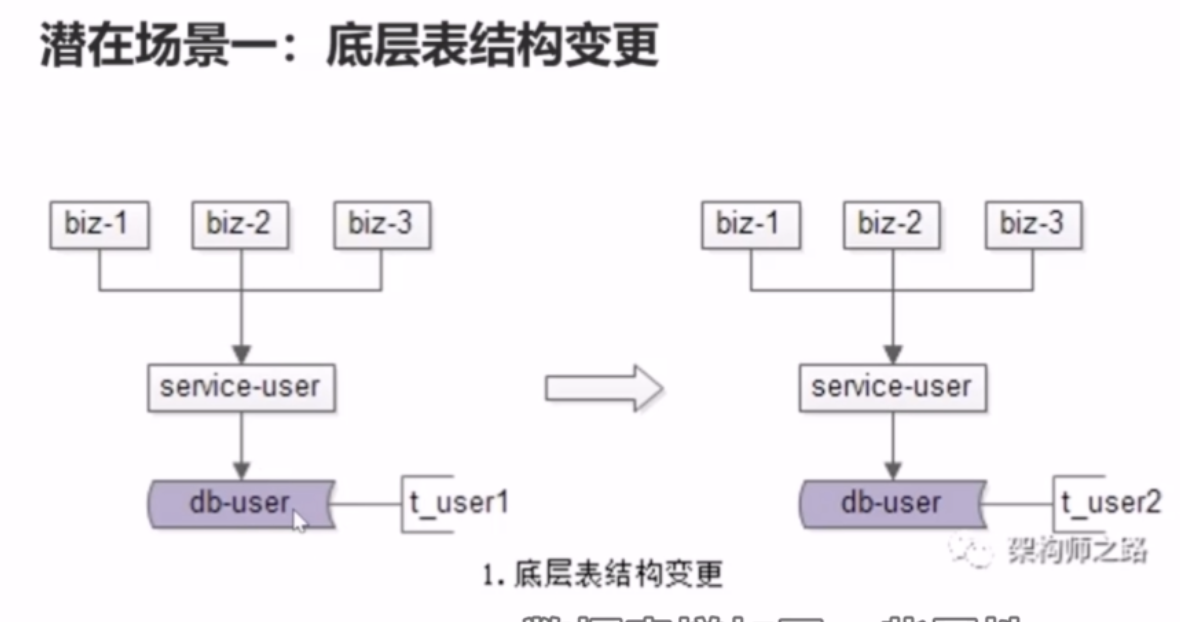 潜在场景一：底层表结构变更
biz-1 biz-2 biz-3 biz-1 biz-2 biz-3
service-user service-user
db-user t_user1 db-user t_user2
架构师之路
1.底层表结构变更